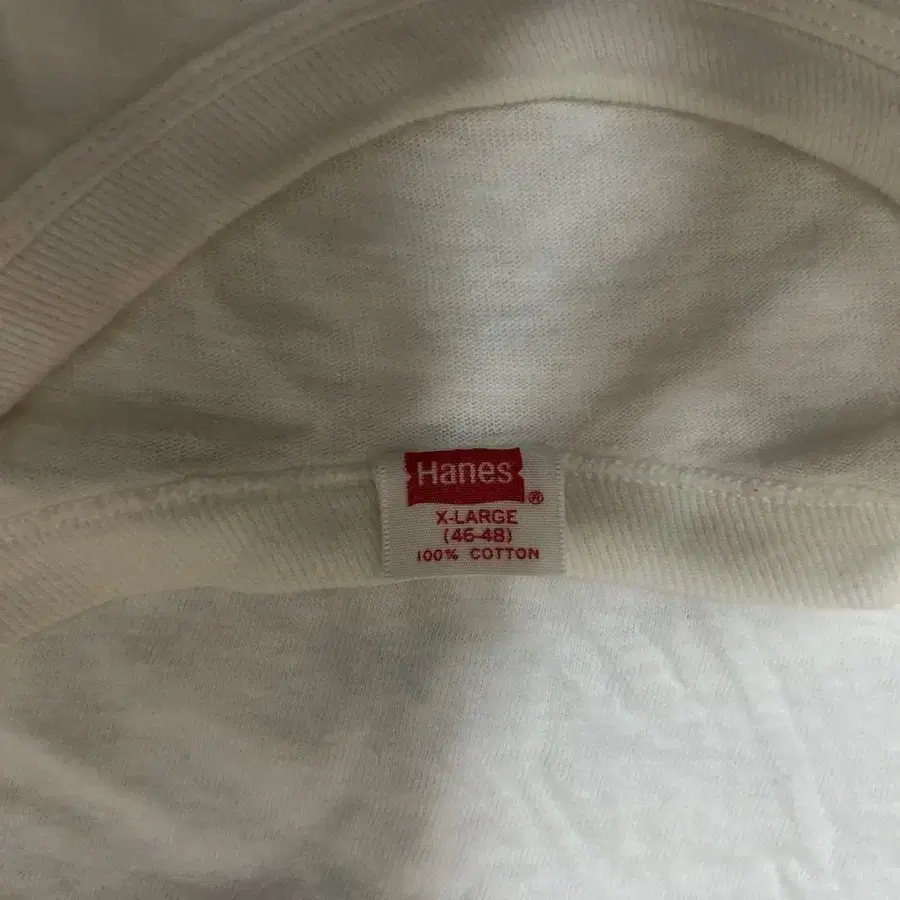 Hanes®
X-LARGE
(46-48)
100% COTTON